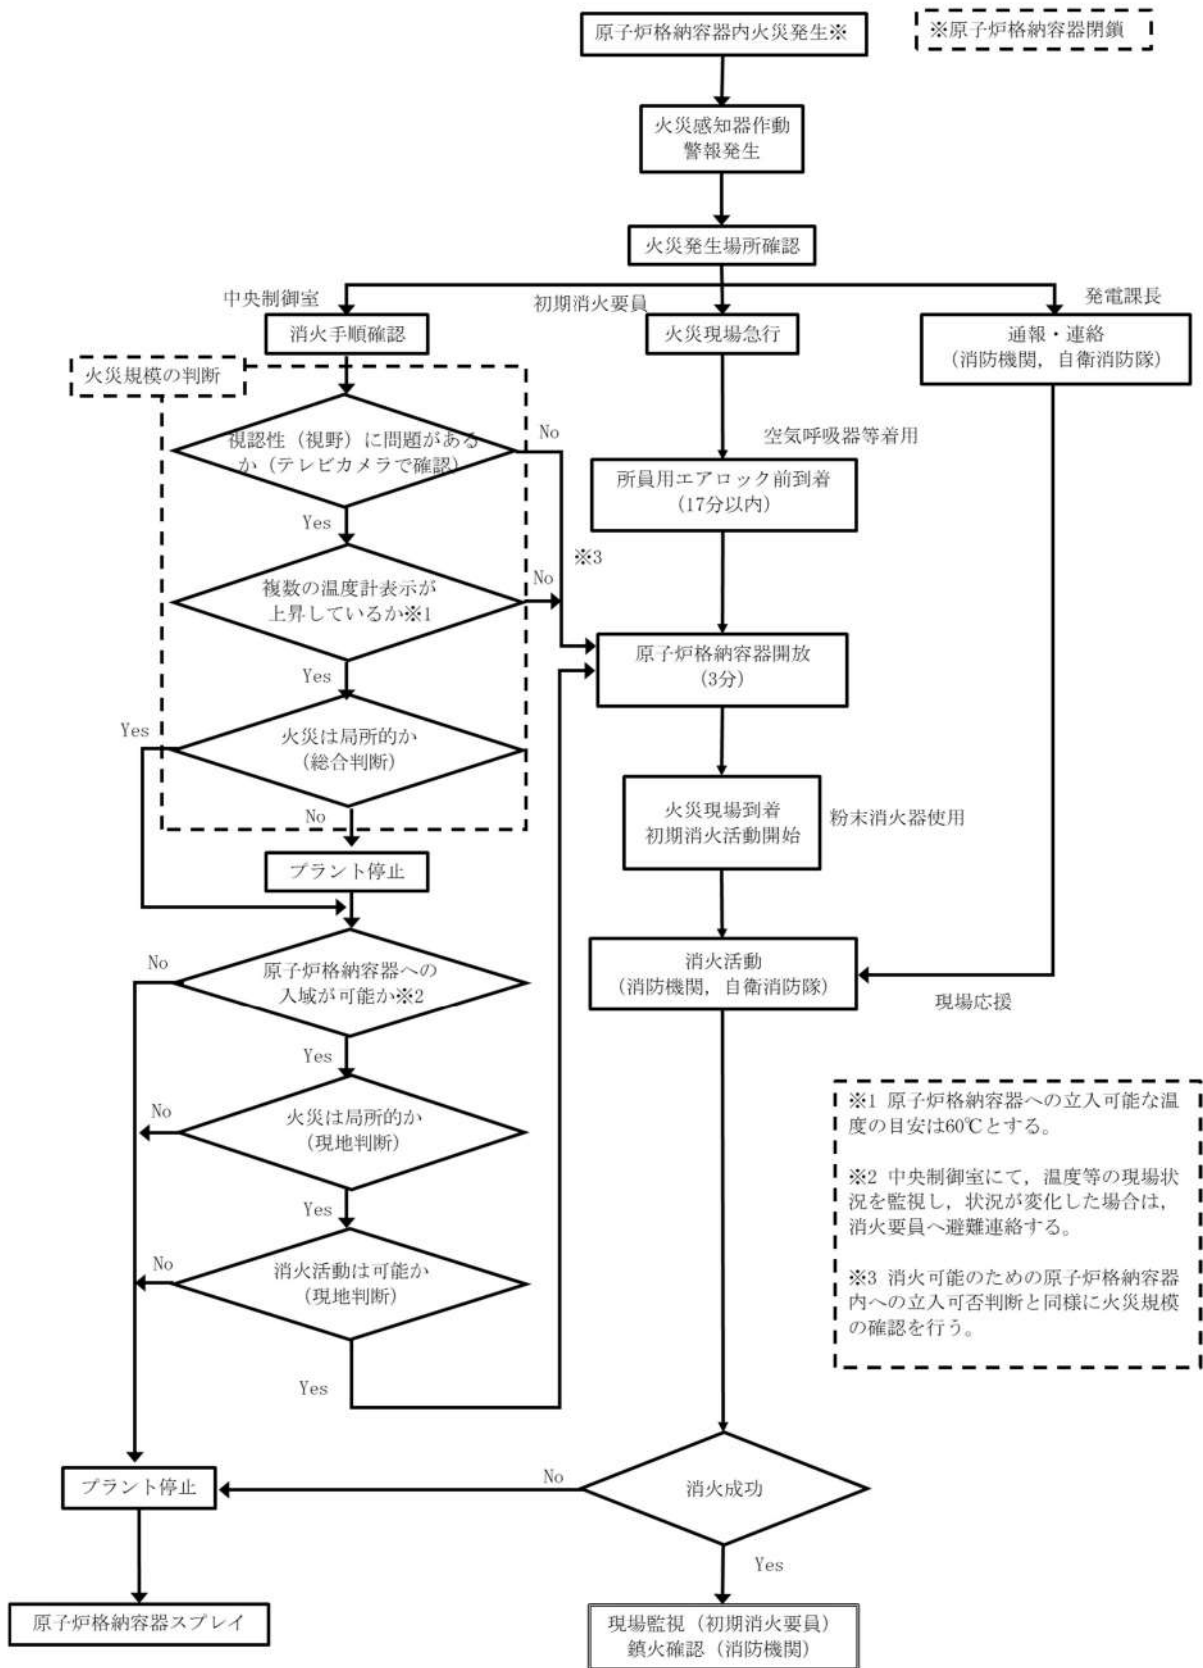 原子炉格納容器内火災発生※
※原子炉格納容器閉鎖
火災感知器作動
警報発生
火災発生場所確認
中央制御室
初期消火要員
発電課長
消火手順確認
火災現場急行
通報・連絡
(消防機関，自衛消防隊)
火災規模の判断
視認性（視野）に問題がある
か（テレビカメラで確認）
No
空気呼吸器等着用
所員用エアロック前到着
(17分以内)
Yes
※3
複数の温度計表示が
上昇しているか※1
No
原子炉格納容器開放
(3分)
Yes
Yes
火災は局所的か
(総合判断)
火災現場到着
初期消火活動開始
粉末消火器使用
No
プラント停止
消火活動
(消防機関，自衛消防隊)
No
原子炉格納容器への
入域が可能か※2
現場応援
Yes
No
火災は局所的か
(現地判断)
※1 原子炉格納容器への立入可能な温
度の目安は60℃とする。
※2 中央制御室にて，温度等の現場状
況を監視し，状況が変化した場合は，
消火要員へ避難連絡する。
※3 消火可能のための原子炉格納容器
内への立入可否判断と同様に火災規模
の確認を行う。
Yes
No
消火活動は可能か
(現地判断)
Yes
プラント停止
No
消火成功
Yes
原子炉格納容器スプレイ
現場監視（初期消火要員）
鎮火確認（消防機関）